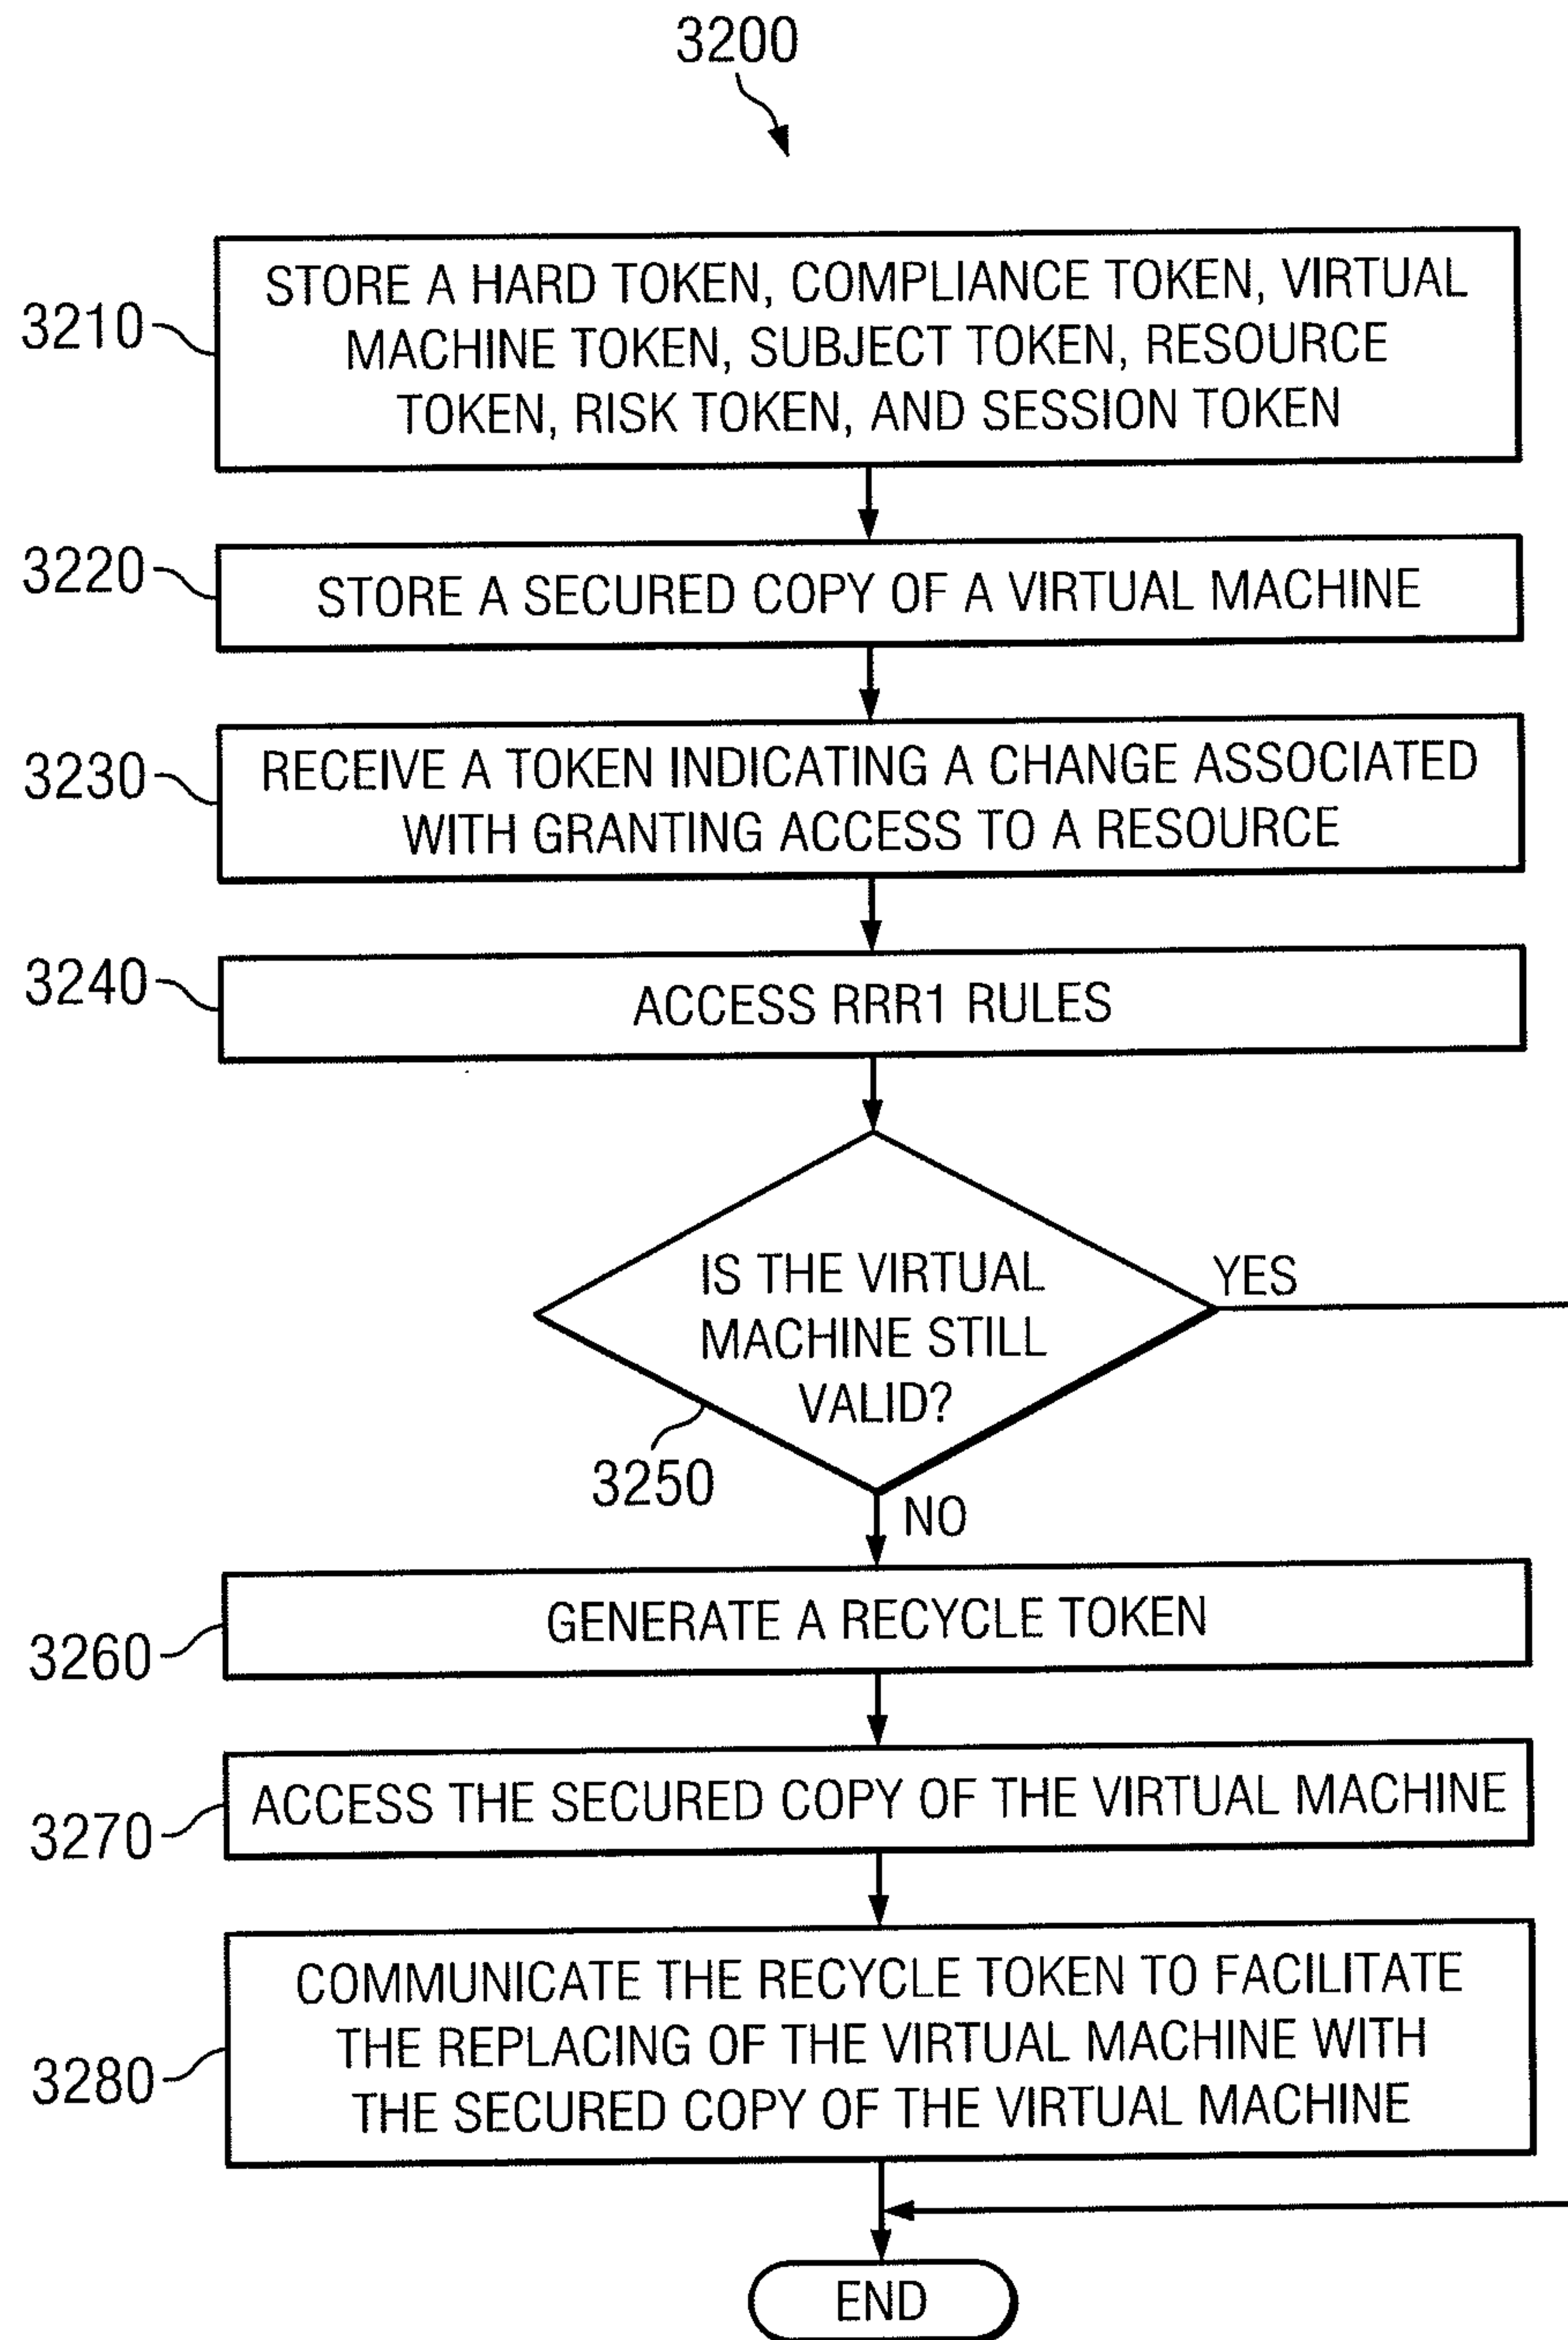 3200
3210
STORE A HARD TOKEN, COMPLIANCE TOKEN, VIRTUAL
MACHINE TOKEN, SUBJECT TOKEN, RESOURCE
TOKEN, RISK TOKEN, AND SESSION TOKEN
3220
STORE A SECURED COPY OF A VIRTUAL MACHINE
3230
RECEIVE A TOKEN INDICATING A CHANGE ASSOCIATED
WITH GRANTING ACCESS TO A RESOURCE
3240
ACCESS RRR1 RULES
IS THE VIRTUAL
MACHINE STILL
VALID?
YES
3250
NO
3260
GENERATE A RECYCLE TOKEN
3270
ACCESS THE SECURED COPY OF THE VIRTUAL MACHINE
3280
COMMUNICATE THE RECYCLE TOKEN TO FACILITATE
THE REPLACING OF THE VIRTUAL MACHINE WITH
THE SECURED COPY OF THE VIRTUAL MACHINE
END